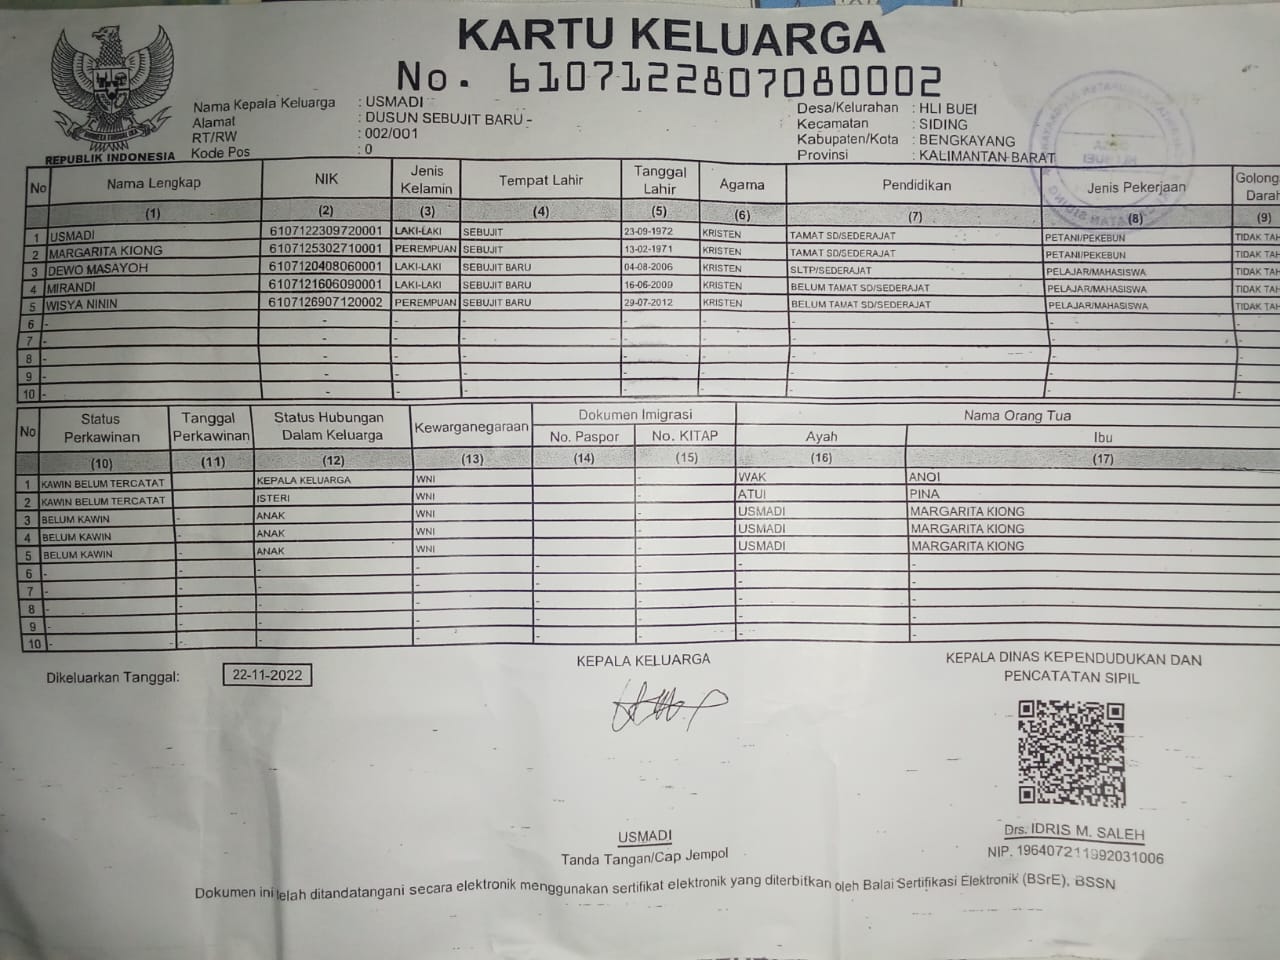 KARTU KELUARGA
No. 6107122807080002
REPUBLIK INDONESIA
Nama Kepala Keluarga : USMADI
Alamat : DUSUN SEBUJIT BARU -
RT/RW : 002/001
Kode Pos : 0
Desa/Kelurahan : HLI BUEI
Kecamatan : SIDING
Kabupaten/Kota : BENGKAYANG
Provinsi : KALIMANTAN BARAT
No Nama Lengkap NIK Jenis Kelamin Tempat Lahir Tanggal Lahir Agama Pendidikan Jenis Pekerjaan Golong Darah
(1) (2) (3) (4) (5) (6) (7) (8) (9)
1 USMADI 6107122309720001 LAKI-LAKI SEBUJIT 23-09-1972 KRISTEN TAMAT SD/SEDERAJAT PETANI/PEKEBUN TIDAK TAH
2 MARGARITA KIONG 6107125302710001 PEREMPUAN SEBUJIT 13-02-1971 KRISTEN TAMAT SD/SEDERAJAT PETANI/PEKEBUN TIDAK TAH
3 DEWO MASAYOH 6107120408060001 LAKI-LAKI SEBUJIT BARU 04-08-2006 KRISTEN SLTP/SEDERAJAT PELAJAR/MAHASISWA TIDAK TAH
4 MIRANDI 6107121606090001 LAKI-LAKI SEBUJIT BARU 16-06-2009 KRISTEN BELUM TAMAT SD/SEDERAJAT PELAJAR/MAHASISWA TIDAK TAH
5 WISYA NININ 6107126907120002 PEREMPUAN SEBUJIT BARU 29-07-2012 KRISTEN BELUM TAMAT SD/SEDERAJAT PELAJAR/MAHASISWA TIDAK TAH
6 - - - - - - - -
7 - - - - - - - -
8 - - - - - - - -
9 - - - - - - - -
10 - - - - - - - -
No Status Perkawinan Tanggal Perkawinan Status Hubungan Dalam Keluarga Kewarganegaraan Dokumen Imigrasi Nama Orang Tua
No. Paspor No. KITAP Ayah Ibu
(10) (11) (12) (13) (14) (15) (16) (17)
1 KAWIN BELUM TERCATAT KEPALA KELUARGA WNI - WAK ANOI
2 KAWIN BELUM TERCATAT ISTERI WNI - ATUI PINA
3 BELUM KAWIN - ANAK WNI - USMADI MARGARITA KIONG
4 BELUM KAWIN - ANAK WNI - USMADI MARGARITA KIONG
5 BELUM KAWIN - ANAK WNI - USMADI MARGARITA KIONG
6 - - - - - - - -
7 - - - - - - - -
8 - - - - - - - -
9 - - - - - - - -
10 - - - - - - - -
Dikeluarkan Tanggal: 22-11-2022
KEPALA KELUARGA
USMADI
Tanda Tangan/Cap Jempol
KEPALA DINAS KEPENDUDUKAN DAN
PENCATATAN SIPIL
Drs. IDRIS M. SALEH
NIP. 196407211992031006
Dokumen ini telah ditandatangani secara elektronik menggunakan sertifikat elektronik yang diterbitkan oleh Balai Sertifikasi Elektronik (BSrE), BSSN